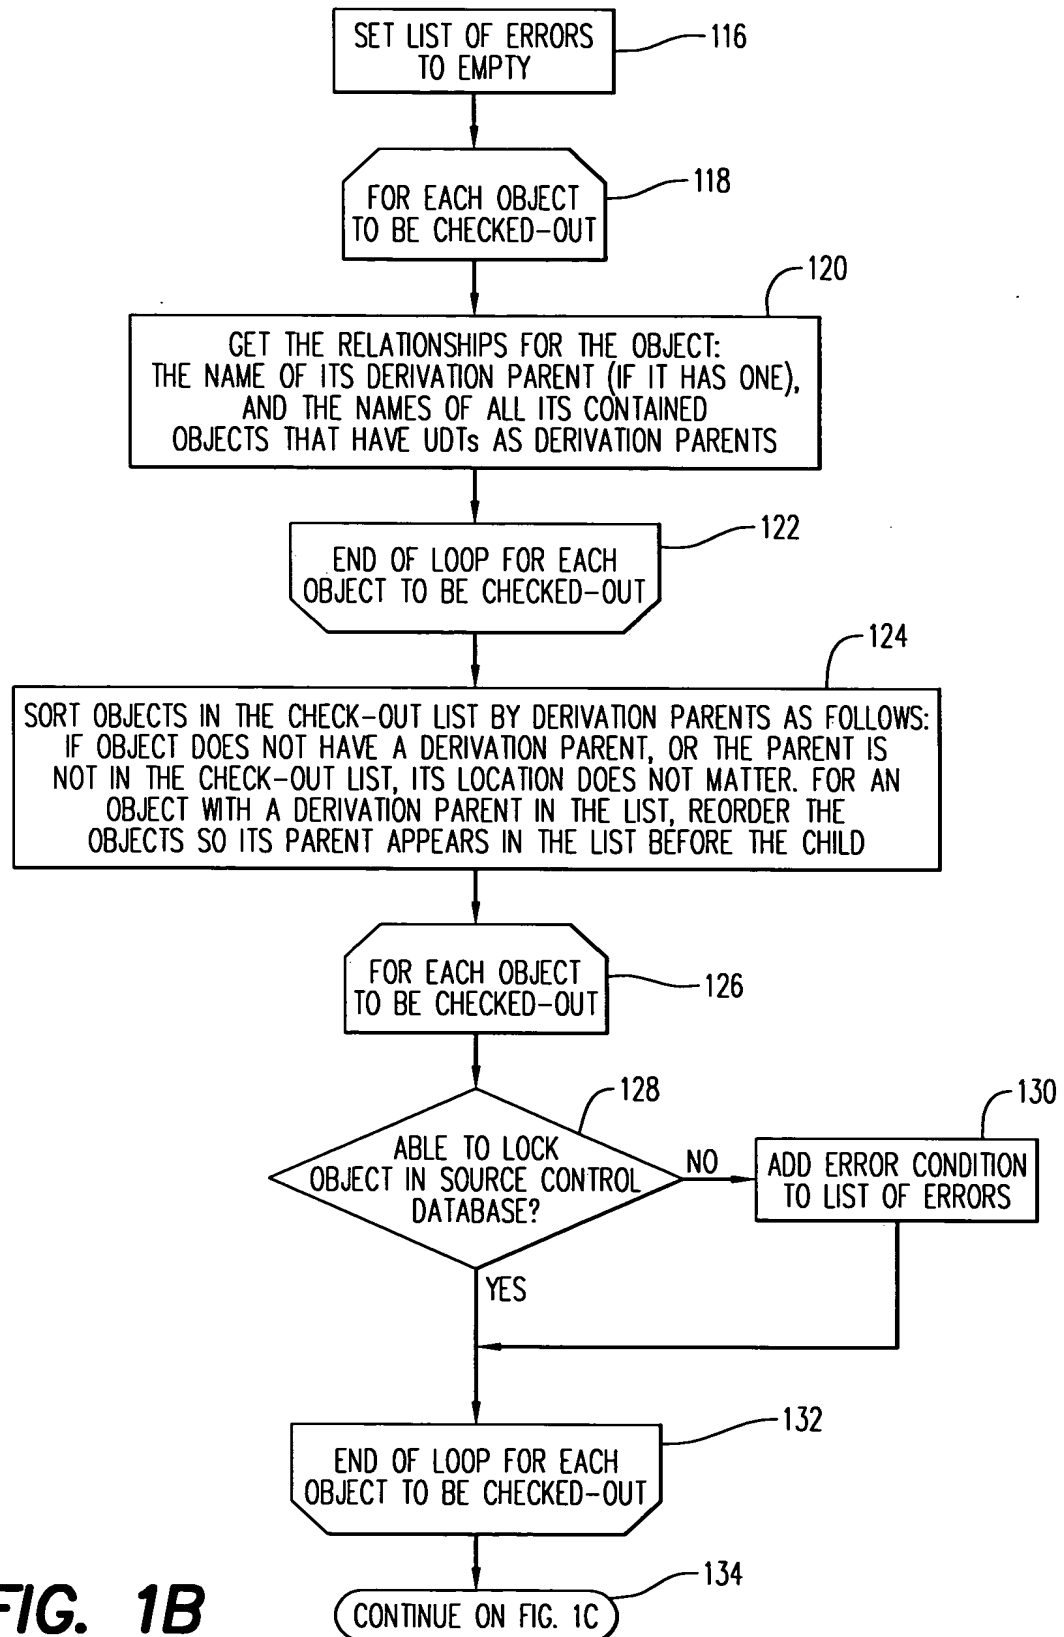 SET LIST OF ERRORS
TO EMPTY
116
FOR EACH OBJECT
TO BE CHECKED-OUT
118
120
GET THE RELATIONSHIPS FOR THE OBJECT:
THE NAME OF ITS DERIVATION PARENT (IF IT HAS ONE),
AND THE NAMES OF ALL ITS CONTAINED
OBJECTS THAT HAVE UDTs AS DERIVATION PARENTS
122
END OF LOOP FOR EACH
OBJECT TO BE CHECKED-OUT
124
SORT OBJECTS IN THE CHECK-OUT LIST BY DERIVATION PARENTS AS FOLLOWS:
IF OBJECT DOES NOT HAVE A DERIVATION PARENT, OR THE PARENT IS
NOT IN THE CHECK-OUT LIST, ITS LOCATION DOES NOT MATTER. FOR AN
OBJECT WITH A DERIVATION PARENT IN THE LIST, REORDER THE
OBJECTS SO ITS PARENT APPEARS IN THE LIST BEFORE THE CHILD
FOR EACH OBJECT
TO BE CHECKED-OUT
126
128
ABLE TO LOCK
OBJECT IN SOURCE CONTROL
DATABASE?
NO
130
ADD ERROR CONDITION
TO LIST OF ERRORS
YES
132
END OF LOOP FOR EACH
OBJECT TO BE CHECKED-OUT
134
CONTINUE ON FIG. 1C
FIG. 1B